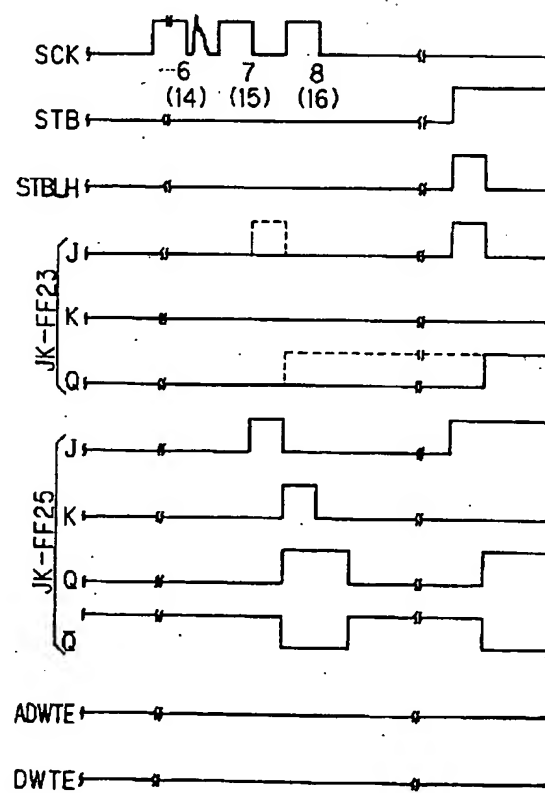 SCK
6 7 8
(14) (15) (16)
STB
STBLH
JK-FF23
J
K
Q
JK-FF25
J
K
Q
Q̄
ADWTE
DWTE